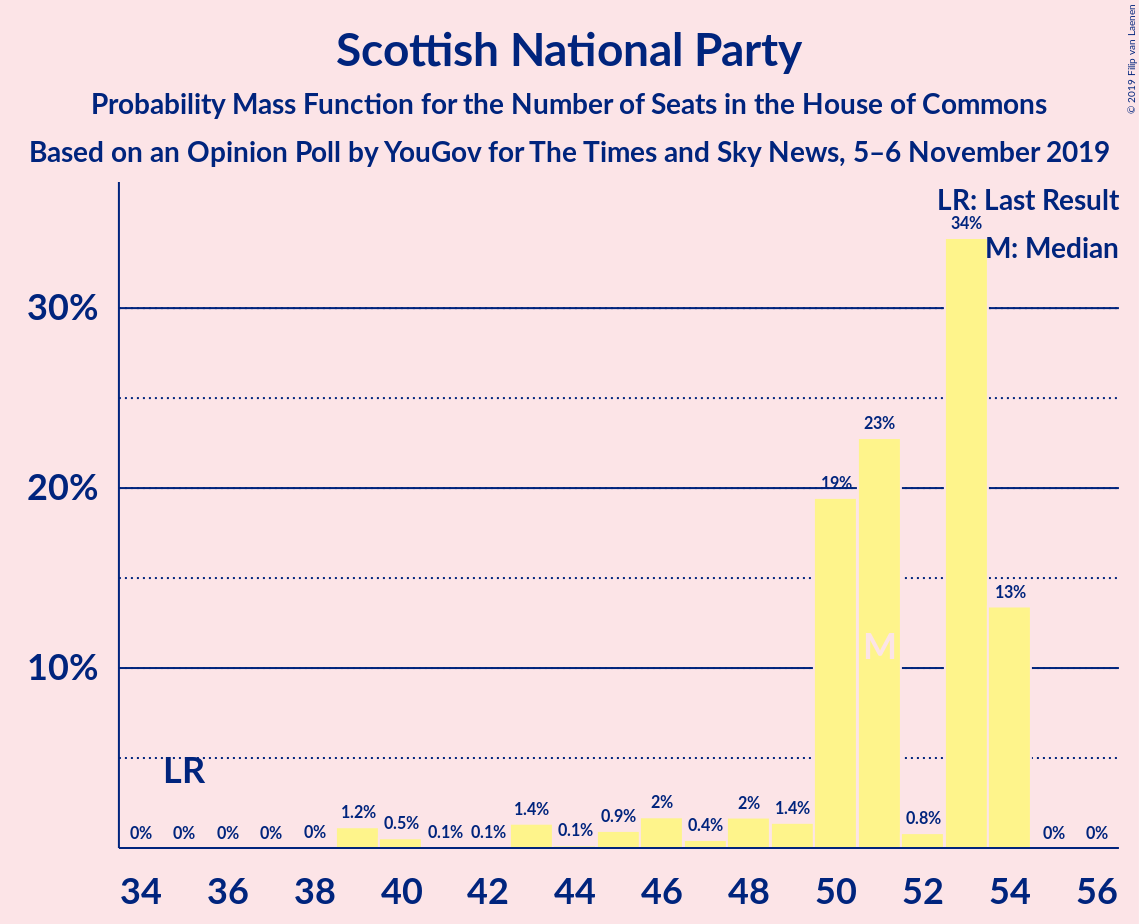 Scottish National Party
Probability Mass Function for the Number of Seats in the House of Commons
Based on an Opinion Poll by YouGov for The Times and Sky News, 5–6 November 2019
© 2019 Filip van Laenen
LR: Last Result
M: Median
30%
20%
10%
LR
M
0% 0% 0% 0% 0% 1.2% 0.5% 0.1% 0.1% 1.4% 0.1% 0.9% 2% 0.4% 2% 1.4% 19% 23% 0.8% 34% 13% 0% 0%
34 36 38 40 42 44 46 48 50 52 54 56